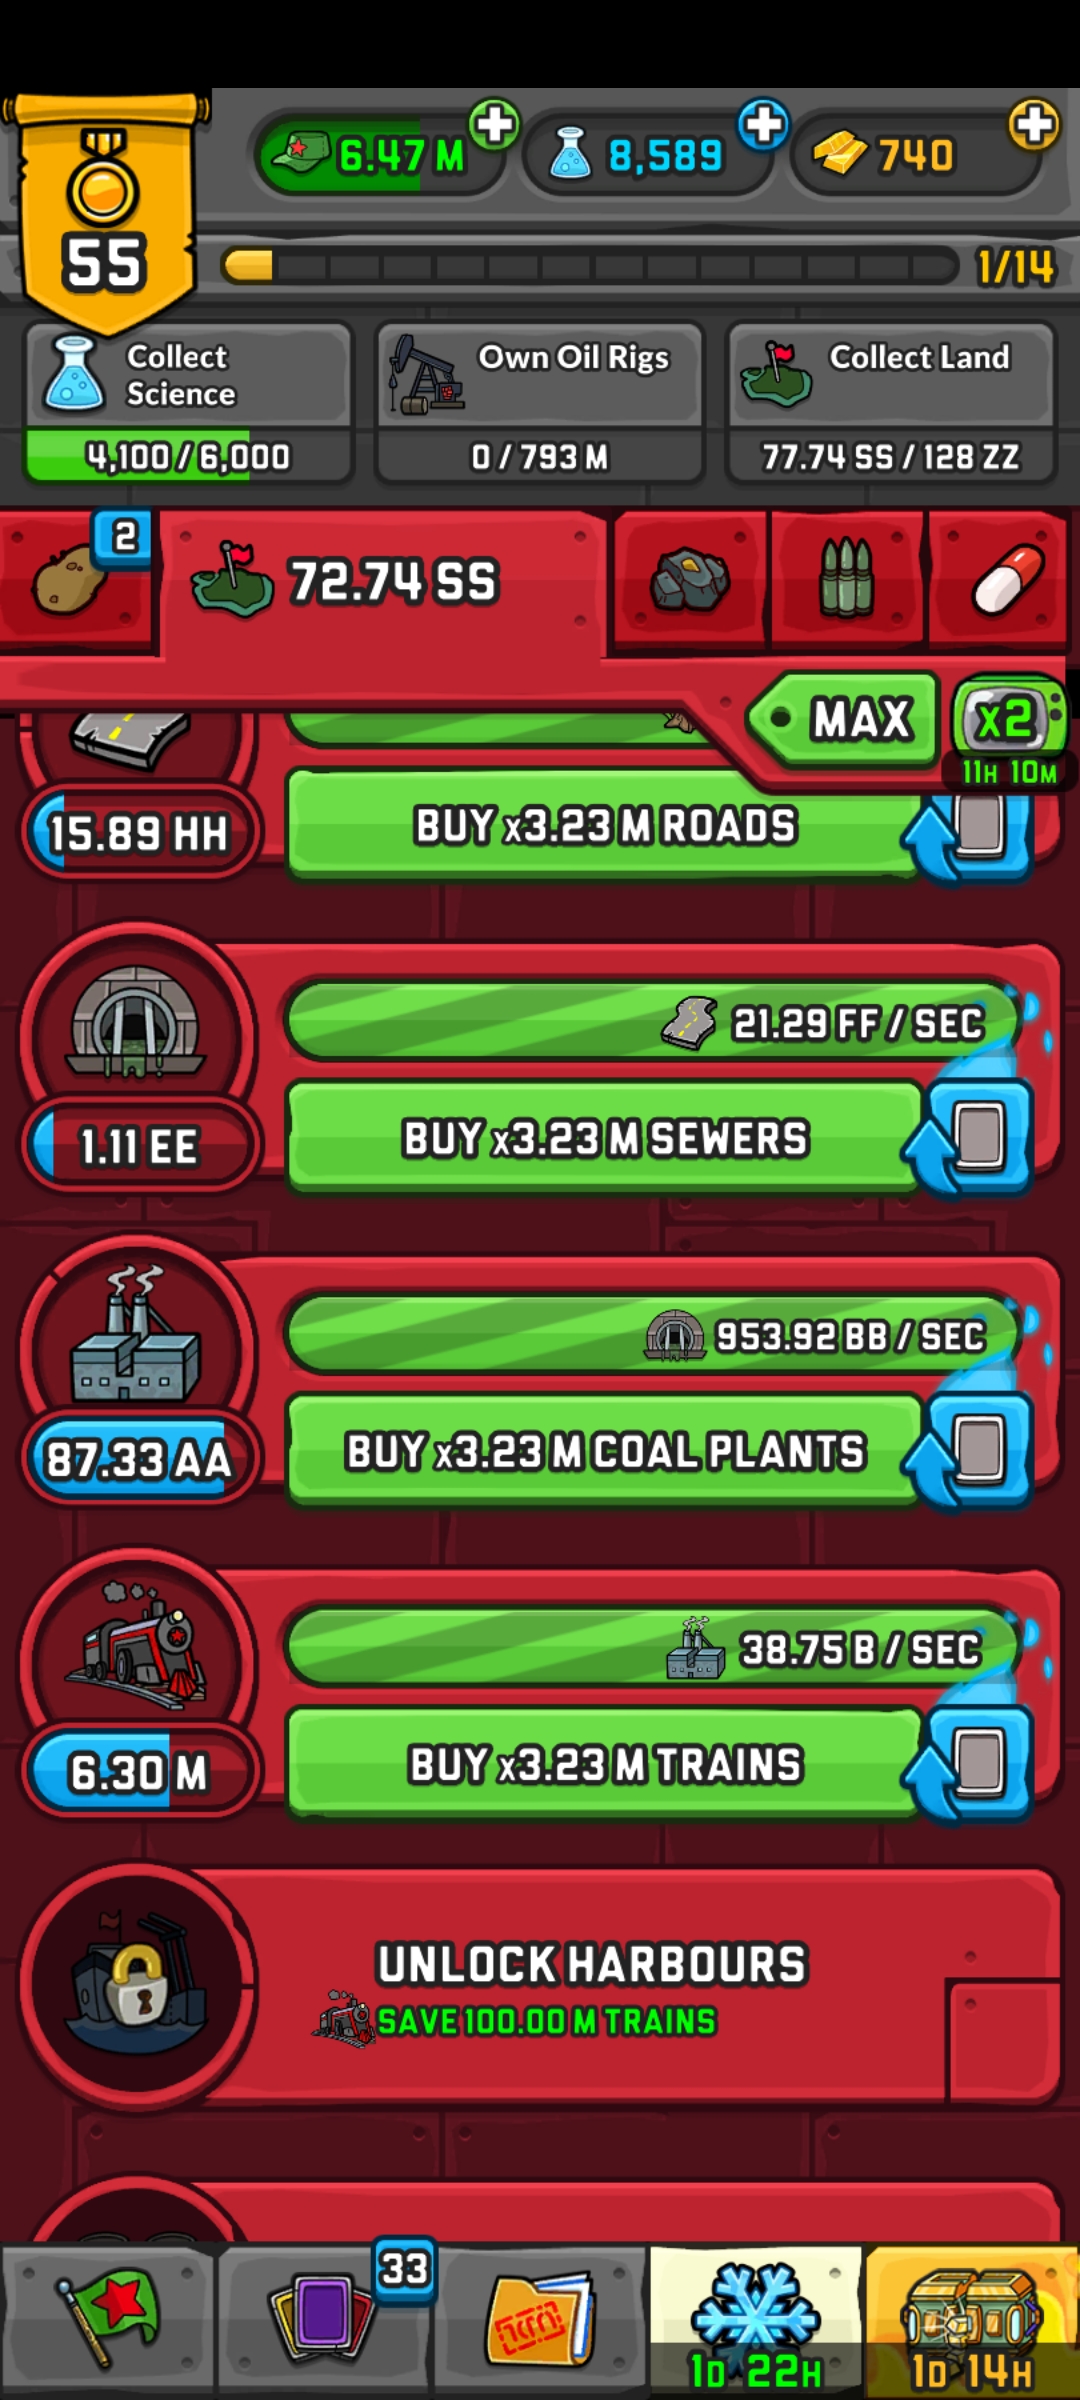 55
6.47 M
8,589
740
1/14
Collect
Science
4,100 / 6,000
Own Oil Rigs
0 / 793 M
Collect Land
77.74 SS / 128 ZZ
2
72.74 SS
MAX
x2
11H 10M
15.89 HH
BUY x3.23 M ROADS
21.29 FF / SEC
1.11 EE
BUY x3.23 M SEWERS
953.92 BB / SEC
87.33 AA
BUY x3.23 M COAL PLANTS
38.75 B / SEC
6.30 M
BUY x3.23 M TRAINS
UNLOCK HARBOURS
SAVE 100.00 M TRAINS
33
1D 22H
1D 14H